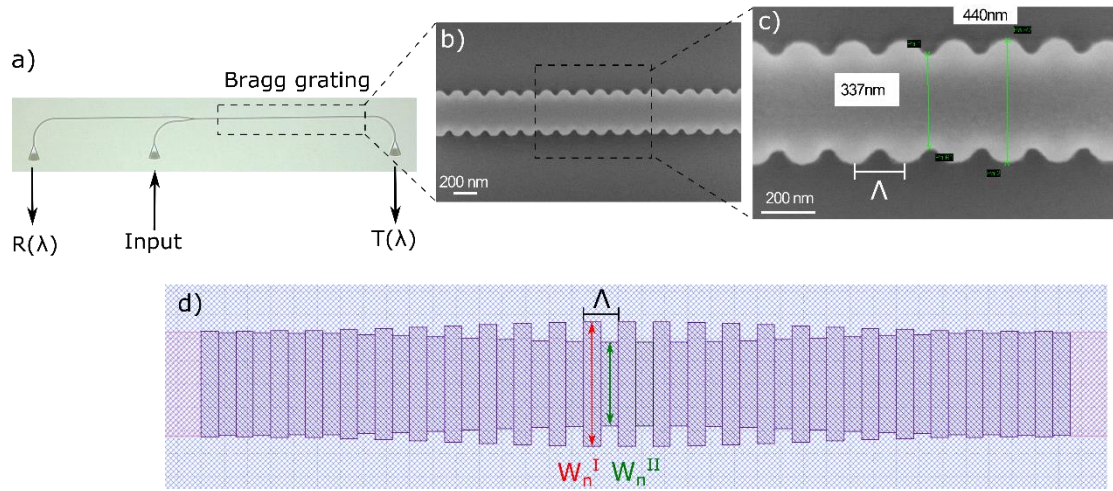 a)
Bragg grating
R(λ)
Input
T(λ)
b)
200 nm
c)
440nm
337nm
Λ
200 nm
d)
Λ
Wₙᴵ
Wₙᴵᴵ